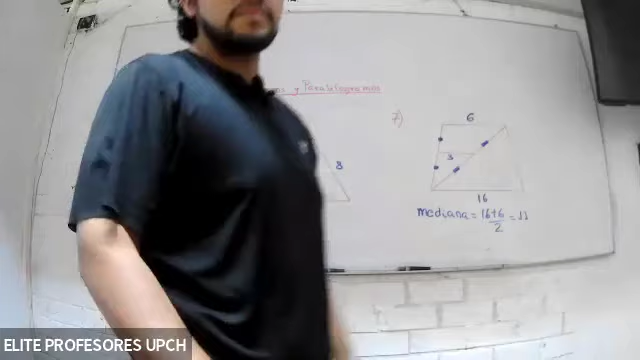 y Paralelogramos
7)
6
3
8
16
mediana = 16+6 = 11
2
ELITE PROFESORES UPCH